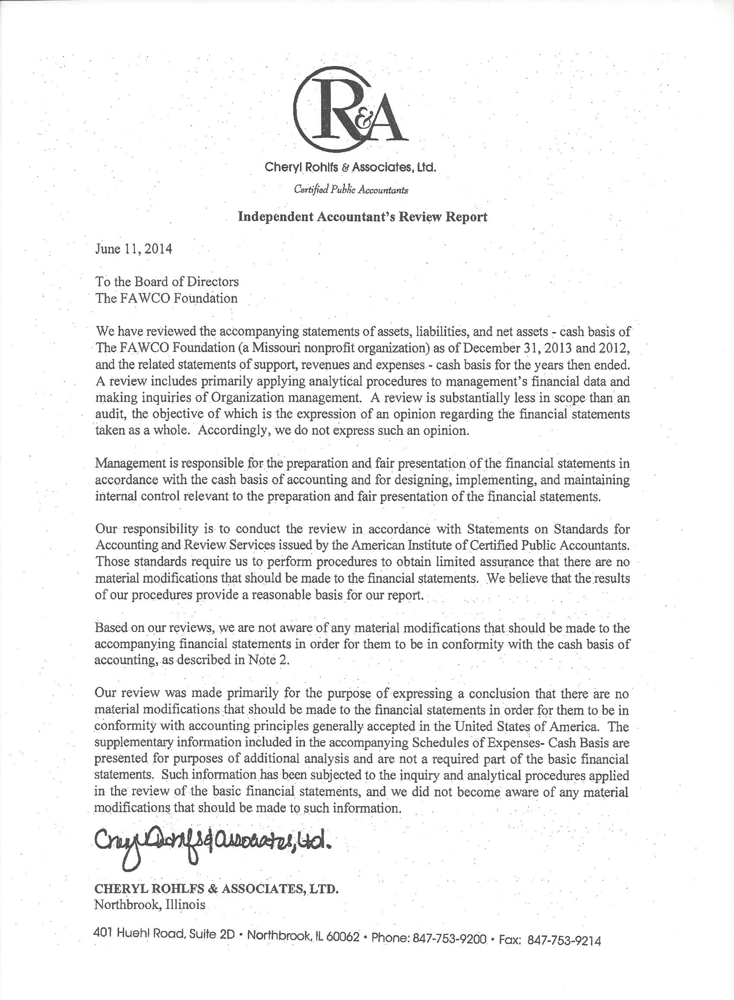 R&A
Cheryl Rohlfs & Associates, Ltd.
Certified Public Accountants
Independent Accountant's Review Report
June 11, 2014
To the Board of Directors
The FAWCO Foundation
We have reviewed the accompanying statements of assets, liabilities, and net assets - cash basis of
The FAWCO Foundation (a Missouri nonprofit organization) as of December 31, 2013 and 2012,
and the related statements of support, revenues and expenses - cash basis for the years then ended.
A review includes primarily applying analytical procedures to management's financial data and
making inquiries of Organization management. A review is substantially less in scope than an
audit, the objective of which is the expression of an opinion regarding the financial statements
taken as a whole. Accordingly, we do not express such an opinion.
Management is responsible for the preparation and fair presentation of the financial statements in
accordance with the cash basis of accounting and for designing, implementing, and maintaining
internal control relevant to the preparation and fair presentation of the financial statements.
Our responsibility is to conduct the review in accordance with Statements on Standards for
Accounting and Review Services issued by the American Institute of Certified Public Accountants.
Those standards require us to perform procedures to obtain limited assurance that there are no
material modifications that should be made to the financial statements. We believe that the results
of our procedures provide a reasonable basis for our report.
Based on our reviews, we are not aware of any material modifications that should be made to the
accompanying financial statements in order for them to be in conformity with the cash basis of
accounting, as described in Note 2.
Our review was made primarily for the purpose of expressing a conclusion that there are no
material modifications that should be made to the financial statements in order for them to be in
conformity with accounting principles generally accepted in the United States of America. The
supplementary information included in the accompanying Schedules of Expenses- Cash Basis are
presented for purposes of additional analysis and are not a required part of the basic financial
statements. Such information has been subjected to the inquiry and analytical procedures applied
in the review of the basic financial statements, and we did not become aware of any material
modifications that should be made to such information.
Cheryl Rohlfs & Associates, Ltd.
CHERYL ROHLFS & ASSOCIATES, LTD.
Northbrook, Illinois
401 Huehl Road, Suite 2D • Northbrook, IL 60062 • Phone: 847-753-9200 • Fax: 847-753-9214